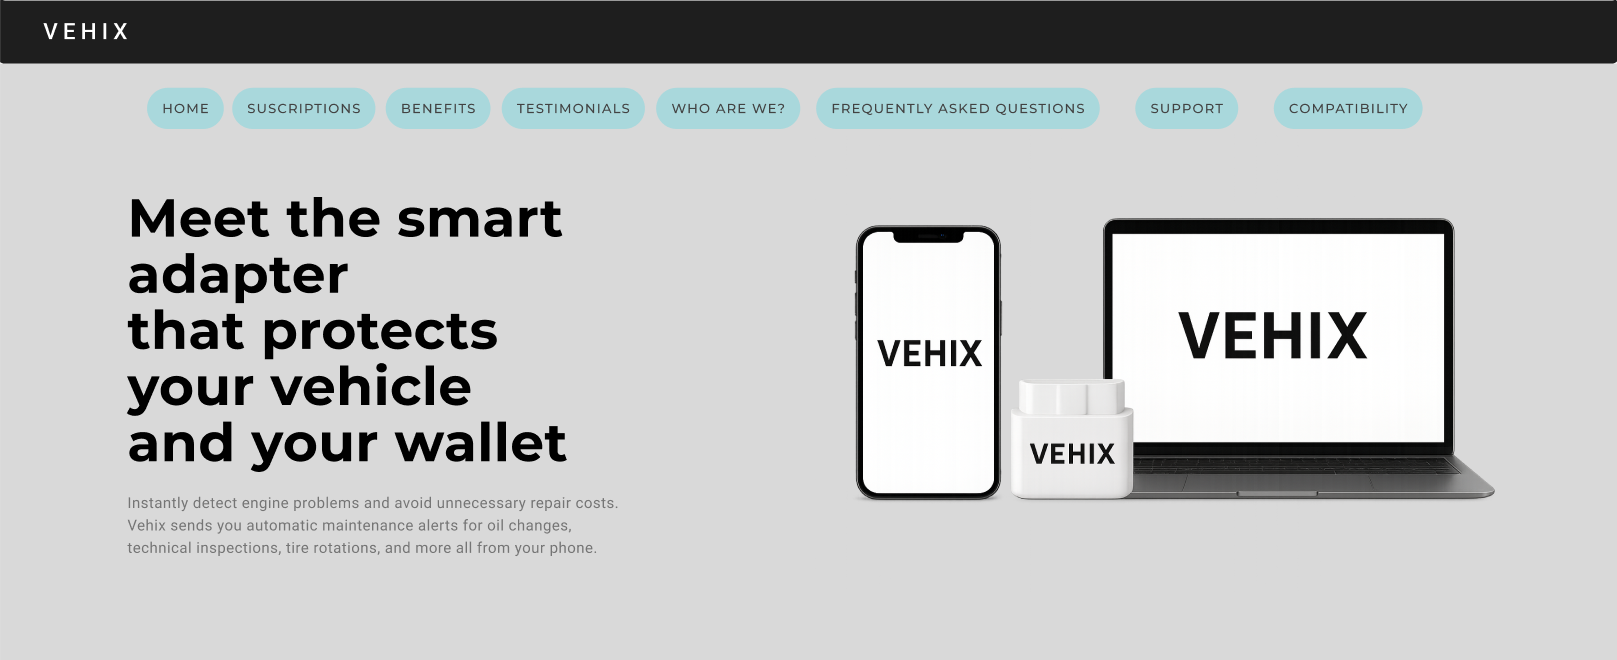 VEHIX
HOME SUSCRIPTIONS BENEFITS TESTIMONIALS WHO ARE WE? FREQUENTLY ASKED QUESTIONS SUPPORT COMPATIBILITY
Meet the smart
adapter
that protects
your vehicle
and your wallet
Instantly detect engine problems and avoid unnecessary repair costs.
Vehix sends you automatic maintenance alerts for oil changes,
technical inspections, tire rotations, and more all from your phone.
VEHIX
VEHIX
VEHIX